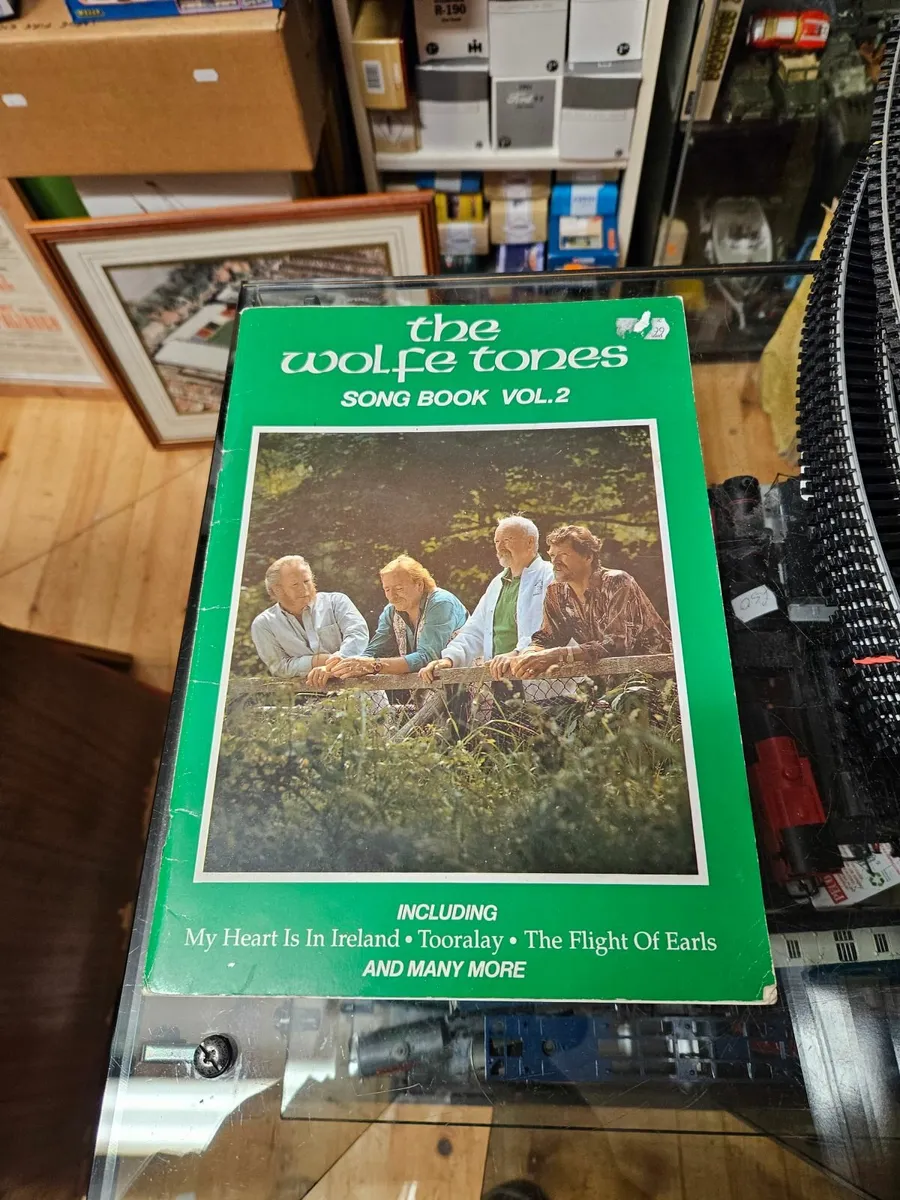 R-190
the
wolfe tones
SONG BOOK VOL.2
INCLUDING
My Heart Is In Ireland • Tooralay • The Flight Of Earls
AND MANY MORE